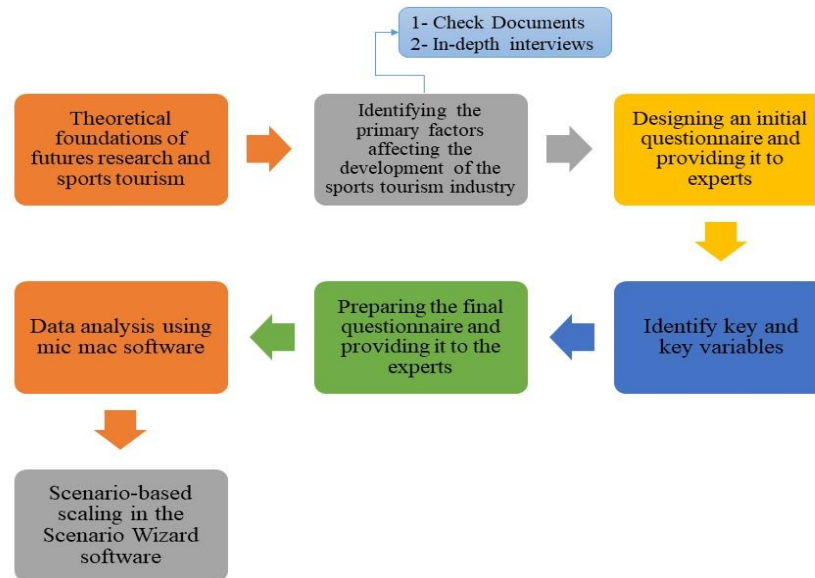 1- Check Documents
2- In-depth interviews
Theoretical
foundations of
futures research and
sports tourism
Identifying the
primary factors
affecting the
development of the
sports tourism industry
Designing an initial
questionnaire and
providing it to
experts
Data analysis using
mic mac software
Preparing the final
questionnaire and
providing it to the
experts
Identify key and
key variables
Scenario-based
scaling in the
Scenario Wizard
software